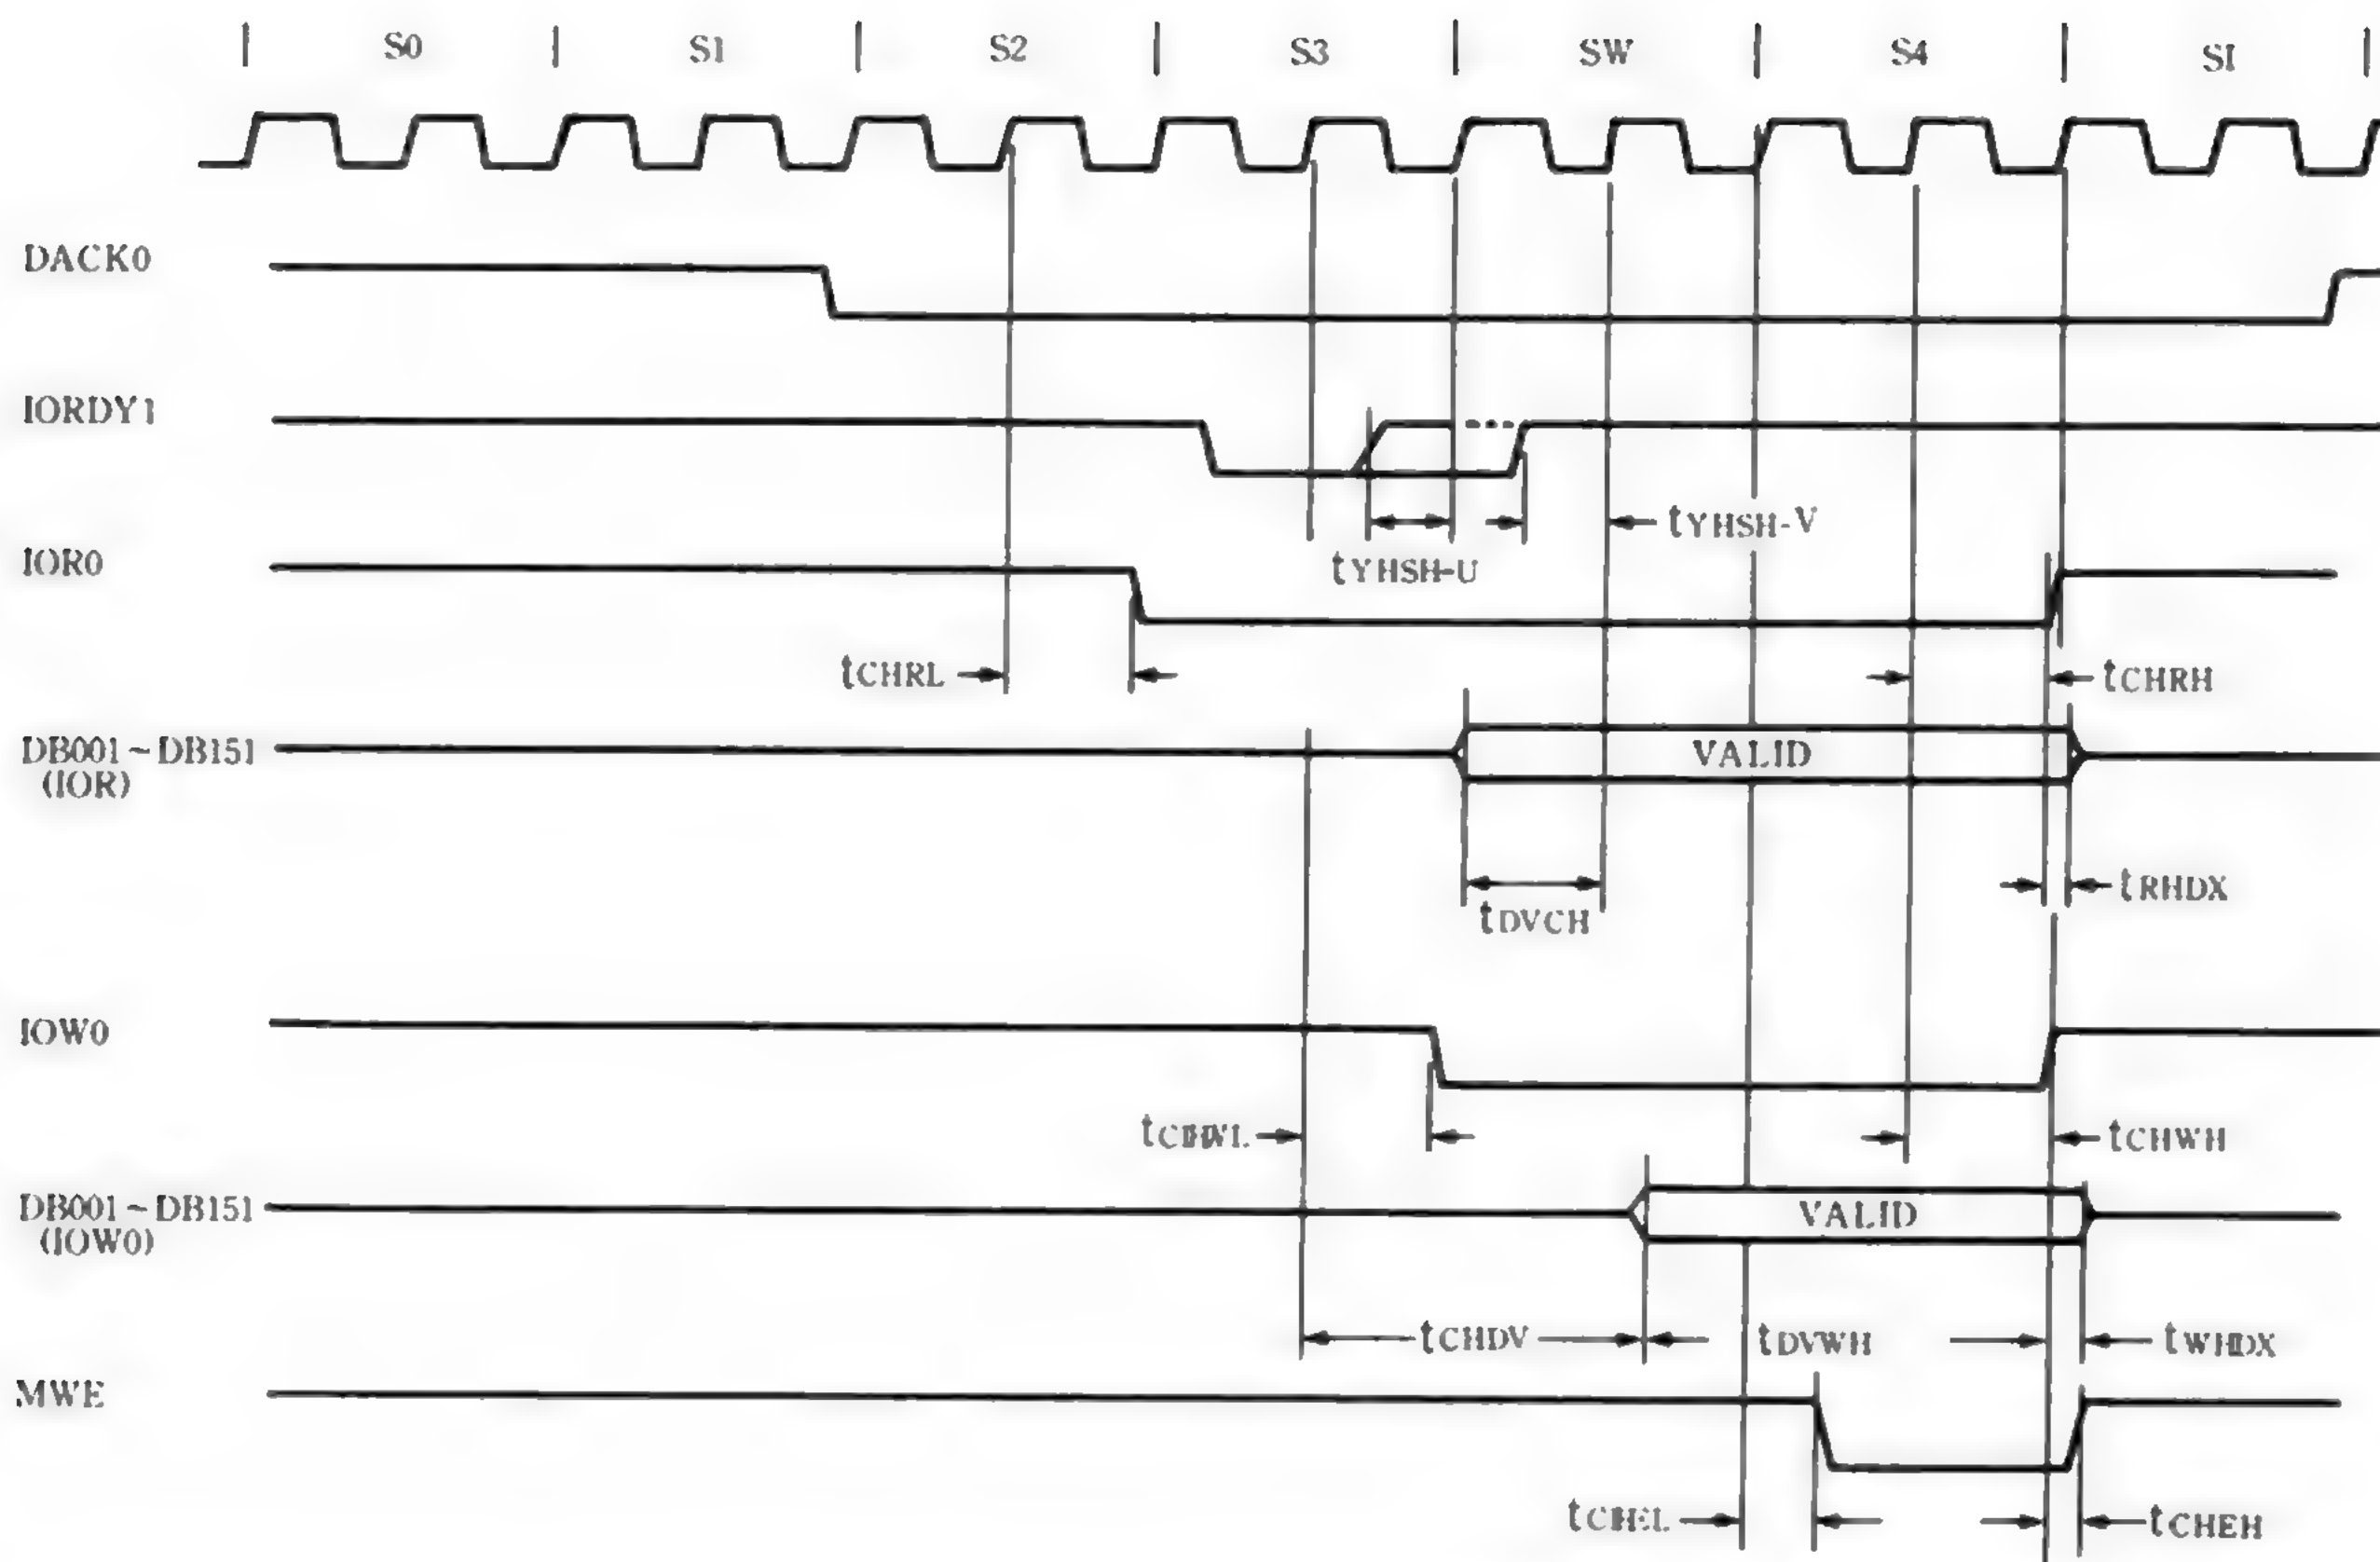 S0 S1 S2 S3 SW S4 SI
DACK0
IORDY1
tYHSH-V
tYHSH-U
IOR0
tCHRL
tCHRH
DB001~DB151
(IOR)
VALID
tRHDX
tDVCH
IOW0
tCHWL
tCHWH
DB001~DB151
(IOW0)
VALID
tCHDV
tDVWH
tWHDX
MWE
tCHEL
tCHEH